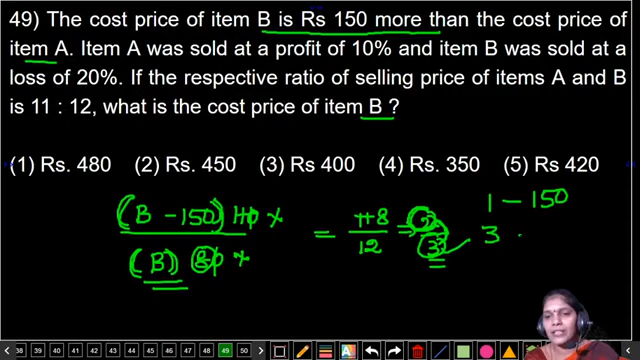 49) The cost price of item B is Rs 150 more than the cost price of
item A. Item A was sold at a profit of 10% and item B was sold at a
loss of 20%. If the respective ratio of selling price of items A and B
is 11 : 12, what is the cost price of item B ?
(1) Rs. 480 (2) Rs. 450 (3) Rs 400 (4) Rs. 350 (5) Rs 420
(B - 150) 110 × = 11 8 = 2 1 - 150
(B) 80 × 12 3 3
38 39 40 41 42 43 44 45 46 47 48 49 50 51